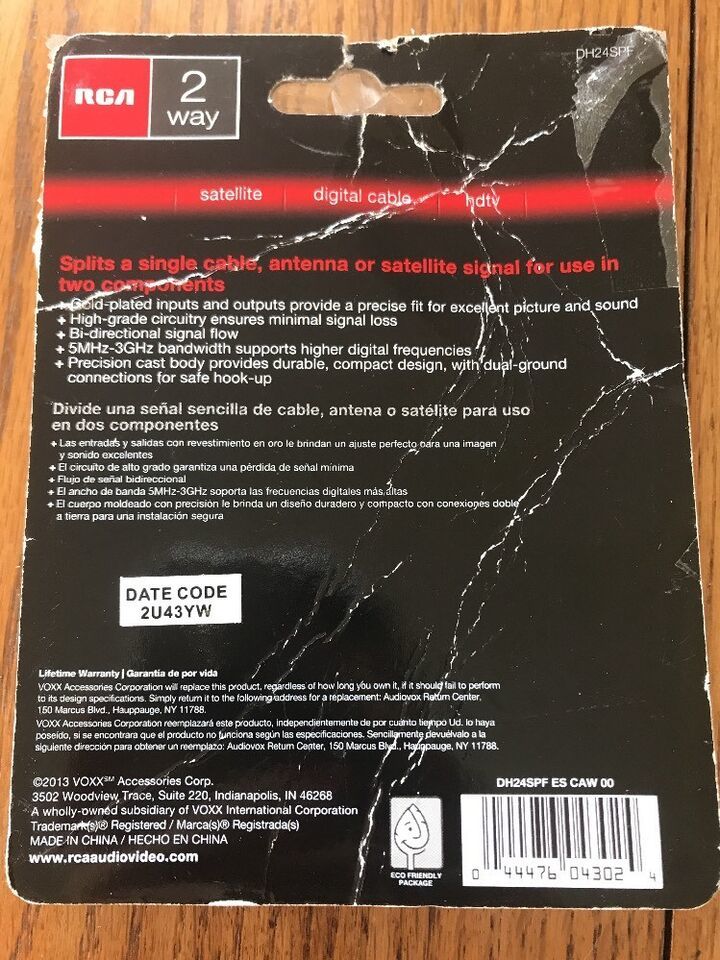 DH24SPF
RCA
2
way
satellite
digital cable
hdtv
Splits a single cable, antenna or satellite signal for use in
two components
+ Gold-plated inputs and outputs provide a precise fit for excellent picture and sound
+ High-grade circuitry ensures minimal signal loss
+ Bi-directional signal flow
+ 5MHz-3GHz bandwidth supports higher digital frequencies
+ Precision cast body provides durable, compact design, with dual-ground
connections for safe hook-up
Divide una señal sencilla de cable, antena o satélite para uso
en dos componentes
+ Las entradas y salidas con revestimiento en oro le brindan un ajuste perfecto para una imagen
y sonido excelentes
+ El circuito de alto grado garantiza una pérdida de señal mínima
+ Flujo de señal bidireccional
+ El ancho de banda 5MHz-3GHz soporta las frecuencias digitales más altas
+ El cuerpo moldeado con precisión le brinda un diseño duradero y compacto con conexiones doble
a tierra para una instalación segura
DATE CODE
2U43YW
Lifetime Warranty | Garantía de por vida
VOXX Accessories Corporation will replace this product, regardless of how long you own it, if it should fail to perform
to its design specifications. Simply return it to the following address for a replacement: Audiovox Return Center,
150 Marcus Blvd., Hauppauge, NY 11788.
VOXX Accessories Corporation reemplazará este producto, independientemente de por cuánto tiempo Ud. lo haya
poseído, si se encontrara que el producto no funciona según las especificaciones. Sencillamente devuélvalo a la
siguiente dirección para obtener un reemplazo: Audiovox Return Center, 150 Marcus Blvd., Hauppauge, NY 11788.
©2013 VOXX℠ Accessories Corp.
3502 Woodview Trace, Suite 220, Indianapolis, IN 46268
A wholly-owned subsidiary of VOXX International Corporation
Trademark(s)® Registered / Marca(s)® Registrada(s)
MADE IN CHINA / HECHO EN CHINA
www.rcaaudiovideo.com
ECO FRIENDLY
PACKAGE
DH24SPF ES CAW 00
0 44476 04302 4